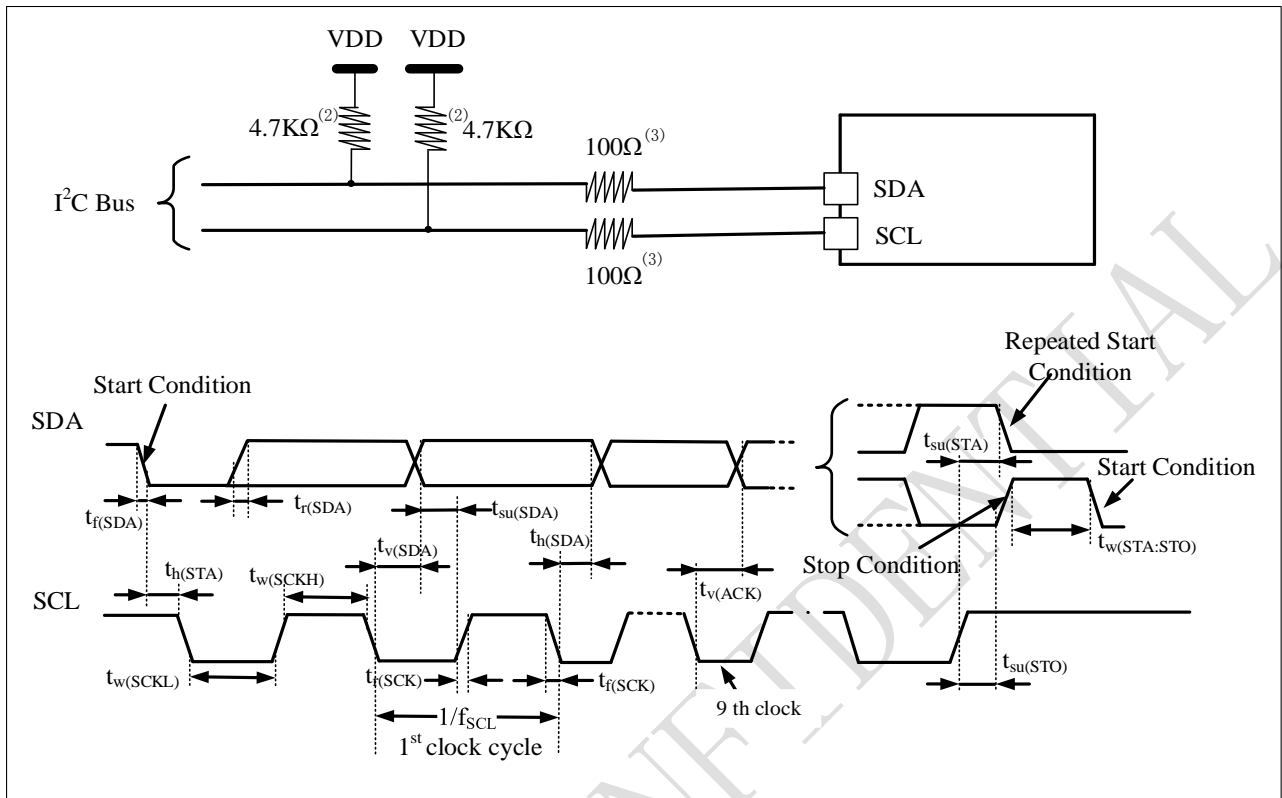 VDD VDD
4.7KΩ(2) (2)4.7KΩ
100Ω(3)
I2C Bus
SDA
SCL
100Ω(3)
Repeated Start
Condition
Start Condition
SDA
tsu(STA)
Start Condition
tf(SDA)
tr(SDA)
tsu(SDA)
tv(SDA)
th(SDA)
tw(STA:STO)
Stop Condition
th(STA)
tw(SCKH)
tv(ACK)
SCL
tw(SCKL)
tr(SCK)
tf(SCK)
tsu(STO)
9 th clock
1/fSCL
1st clock cycle